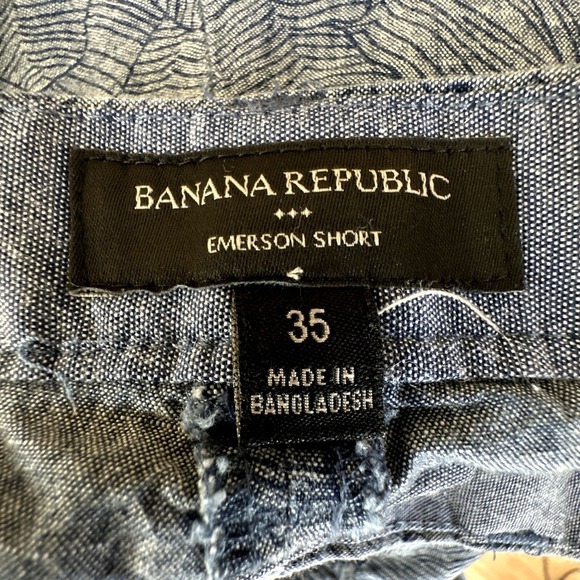 BANANA REPUBLIC
EMERSON SHORT
35
MADE IN
BANGLADESH